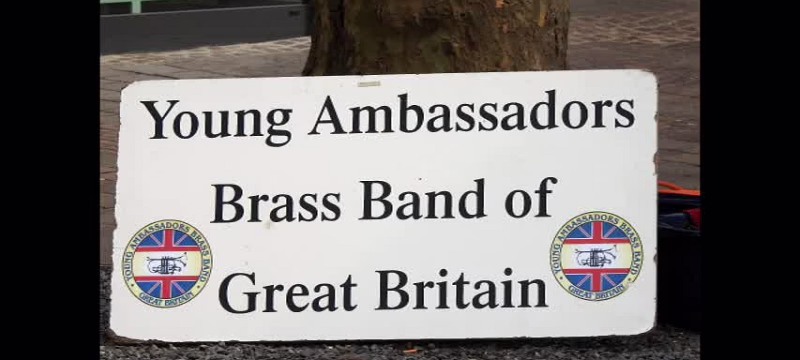 Young Ambassadors
Brass Band of
Great Britain
YOUNG AMBASSADORS BRASS BAND
GREAT BRITAIN
YOUNG AMBASSADORS BRASS BAND
GREAT BRITAIN